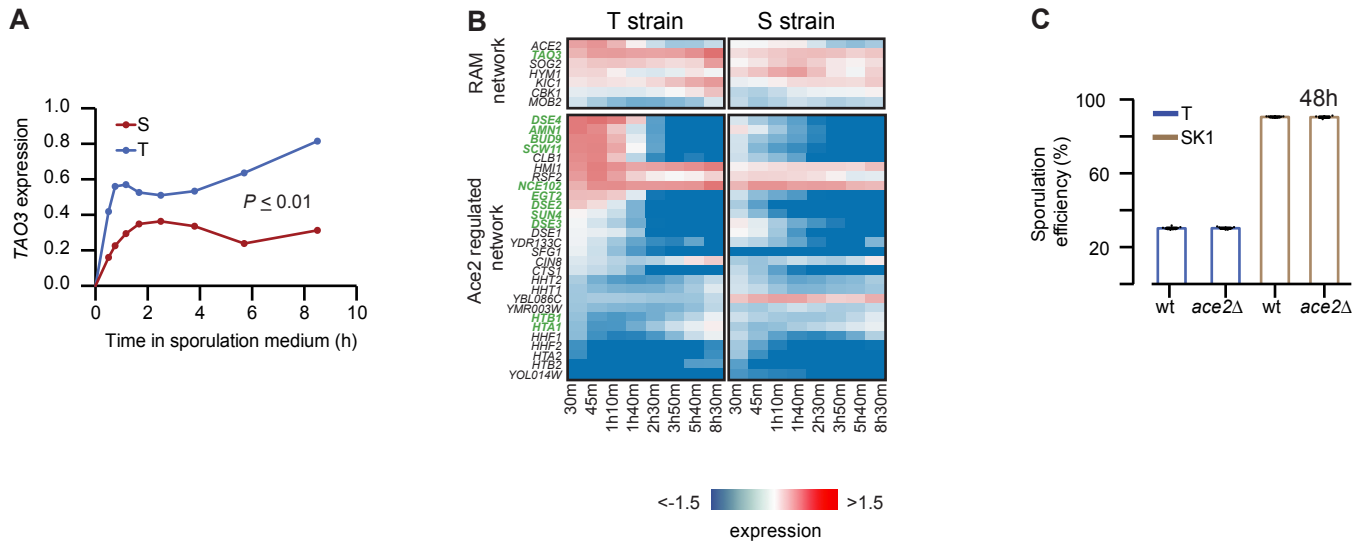 A
TAO3 expression
1.0
0.8
0.6
0.4
0.2
0.0
S
T
P ≤ 0.01
0 2 4 6 8 10
Time in sporulation medium (h)
B
T strain S strain
RAM network
ACE2
TAO3
SOG2
HYM1
KIC1
CBK1
MOB2
Ace2 regulated network
DSE4
AMN1
BUD9
SCW11
CLB1
HMI1
RSF2
NCE102
EGT2
DSE2
SUN4
DSE3
DSE1
YDR133C
SFG1
CIN8
CTS1
HHT2
HHT1
YBL086C
YMR003W
HTB1
HTA1
HHF1
HHF2
HTA2
HTB2
YOL014W
30m 45m 1h10m 1h40m 2h30m 3h50m 5h40m 8h30m 30m 45m 1h10m 1h40m 2h30m 3h50m 5h40m 8h30m
<-1.5 >1.5
expression
C
Sporulation
efficiency (%)
100
60
20
T
SK1
48h
wt ace2Δ wt ace2Δ